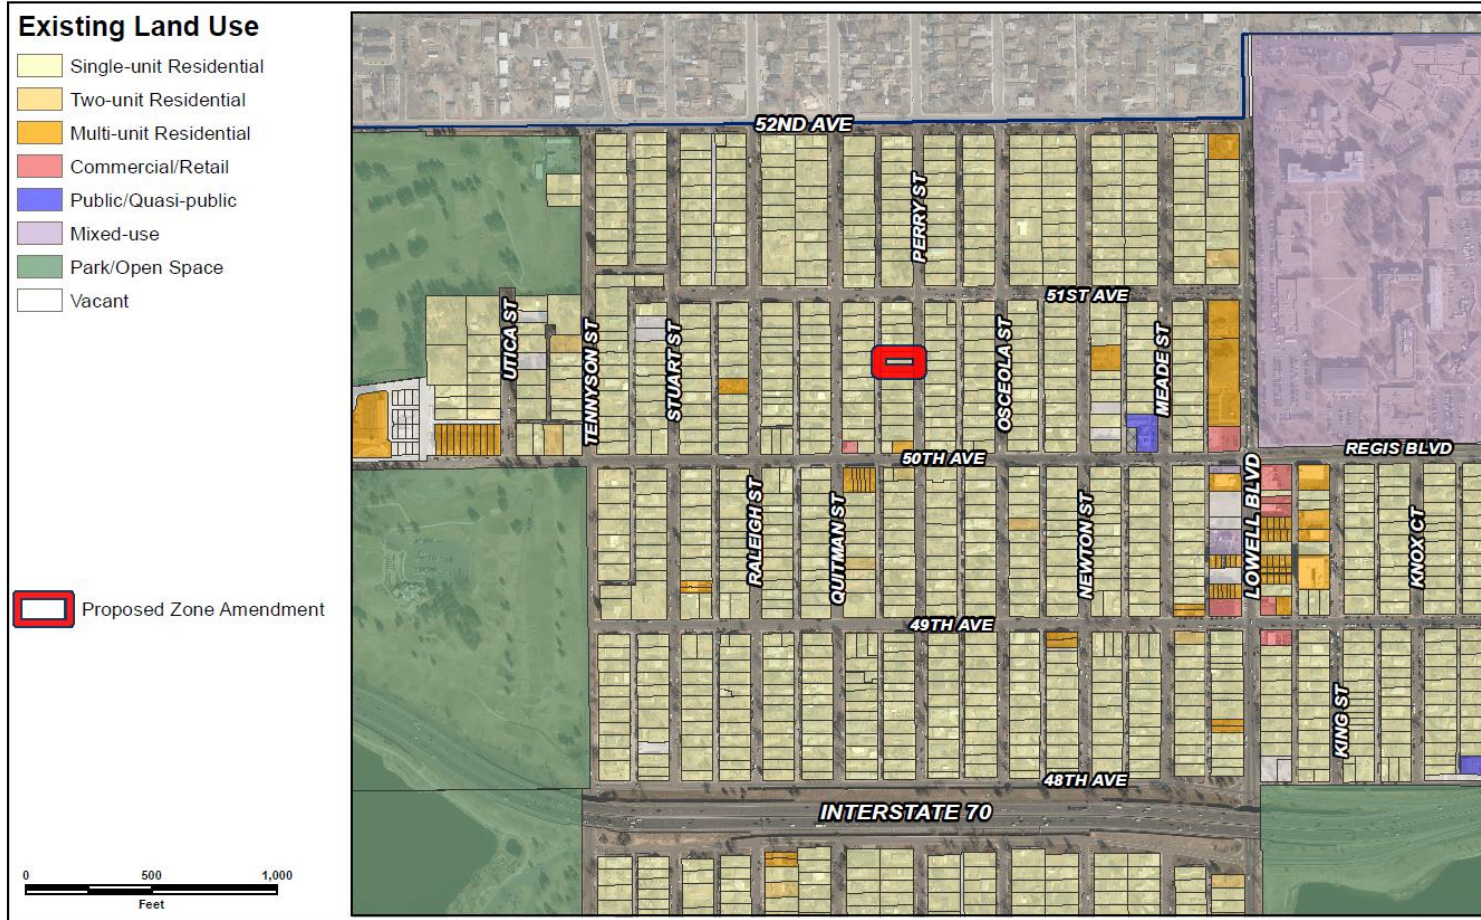 Existing Land Use
Single-unit Residential
Two-unit Residential
Multi-unit Residential
Commercial/Retail
Public/Quasi-public
Mixed-use
Park/Open Space
Vacant
Proposed Zone Amendment
0 500 1,000
Feet
52ND AVE
PERRY ST
51ST AVE
UTICA ST
TENNYSON ST
STUART ST
OSCEOLA ST
MEADE ST
50TH AVE
REGIS BLVD
RALEIGH ST
QUITMAN ST
NEWTON ST
LOWELL BLVD
KNOX CT
49TH AVE
KING ST
48TH AVE
INTERSTATE 70